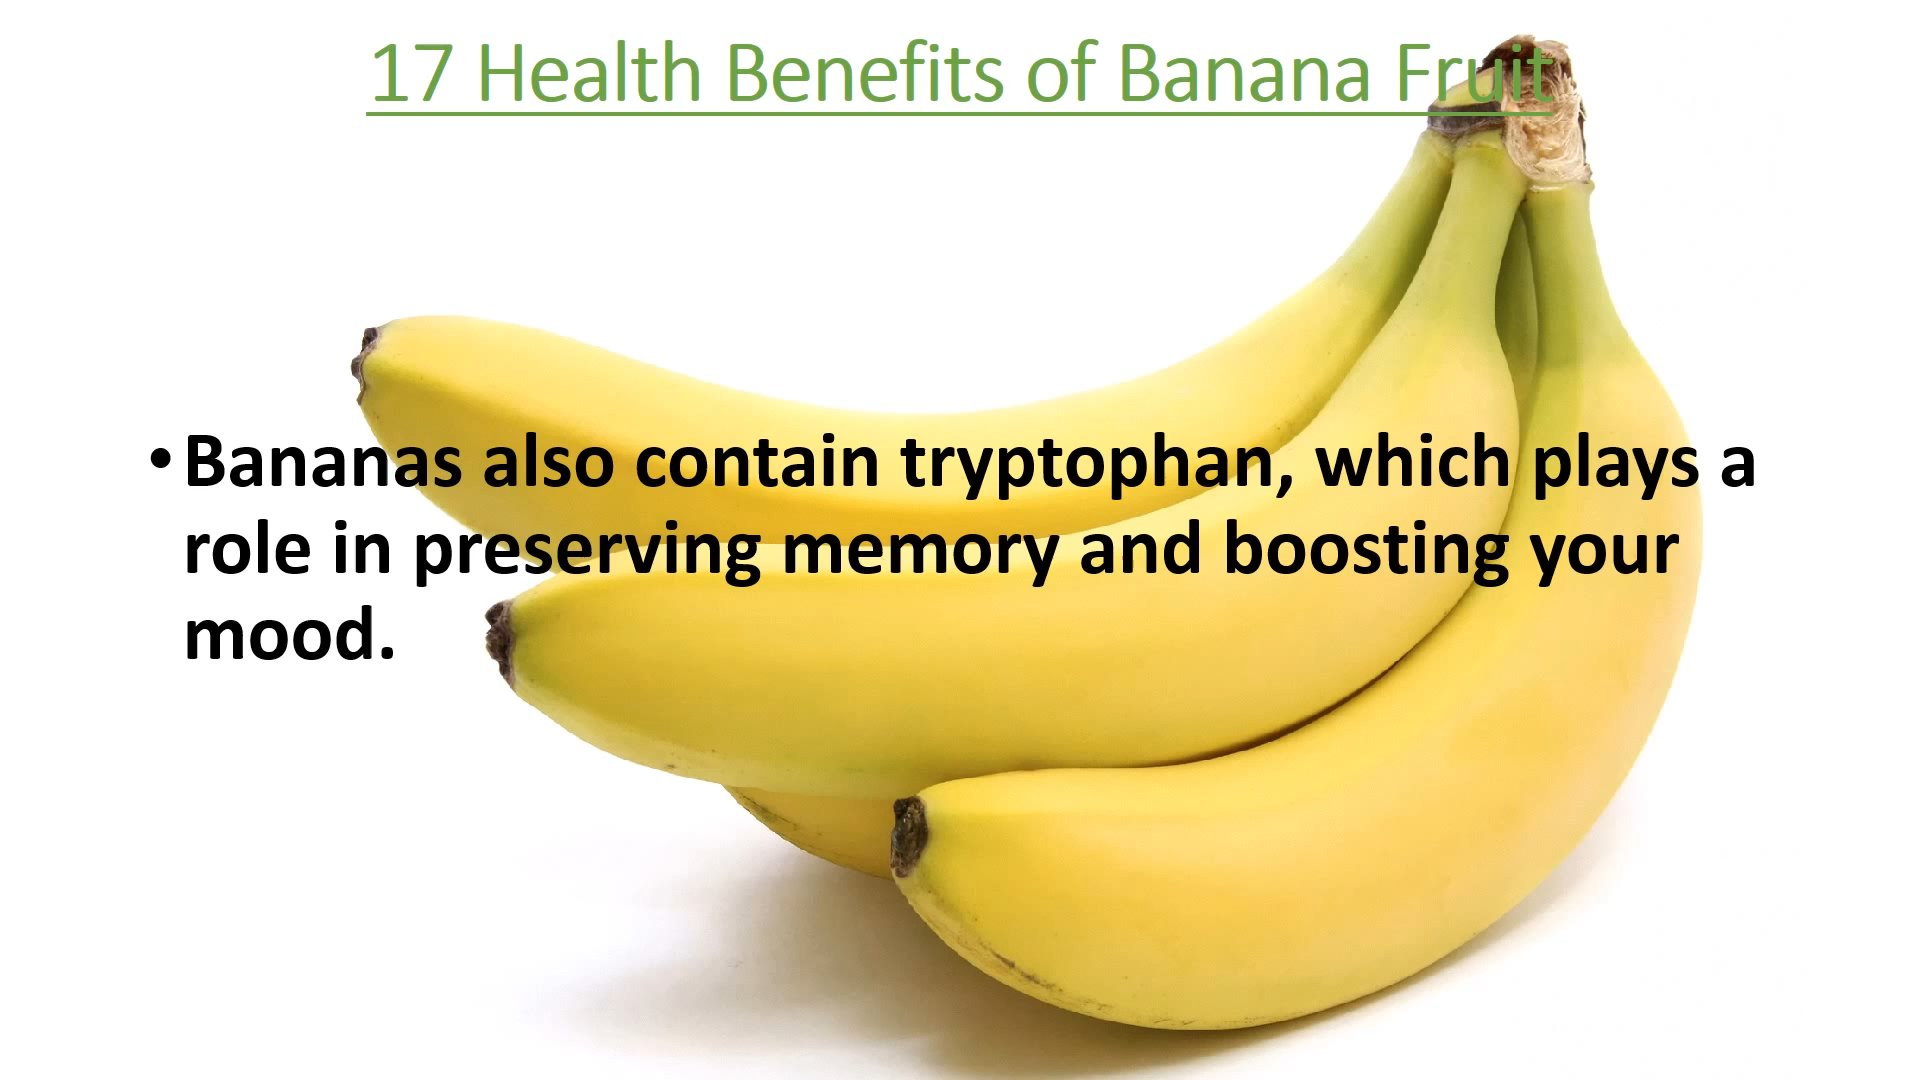 17 Health Benefits of Banana Fruit
• Bananas also contain tryptophan, which plays a
role in preserving memory and boosting your
mood.